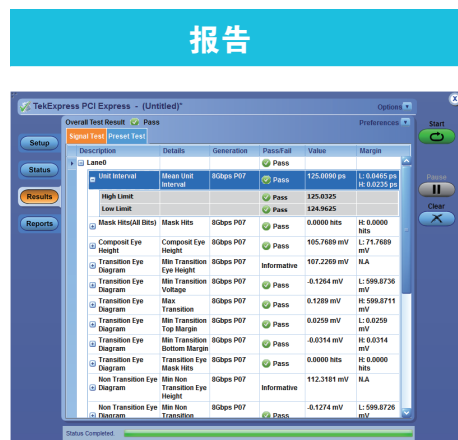 报告
TekExpress PCI Express - (Untitled)*
Options
x
Overall Test Result Pass
Preferences
Start
Setup
Status
Results
Reports
Pause
Clear
Signal Test Preset Test
Description Details Generation Pass/Fail Value Margin
Lane0 Pass
Unit Interval Mean Unit Interval 8Gbps P07 Pass 125.0090 ps L: 0.0465 ps H: 0.0235 ps
High Limit Pass 125.0325
Low Limit Pass 124.9625
Mask Hits(All Bits) Mask Hits 8Gbps P07 Pass 0.0000 hits H: 0.0000 hits
Composit Eye Height Composit Eye Height 8Gbps P07 Pass 105.7689 mV L: 71.7689 mV
Transition Eye Diagram Min Transition Eye Height 8Gbps P07 Informative 107.2269 mV N.A
Transition Eye Diagram Min Transition Voltage 8Gbps P07 Pass -0.1264 mV L: 599.8736 mV
Transition Eye Diagram Max Transition 8Gbps P07 Pass 0.1289 mV H: 599.8711 mV
Transition Eye Diagram Min Transition Top Margin 8Gbps P07 Pass 0.0259 mV L: 0.0259 mV
Transition Eye Diagram Min Transition Bottom Margin 8Gbps P07 Pass -0.0314 mV H: 0.0314 mV
Transition Eye Diagram Transition Eye Mask Hits 8Gbps P07 Pass 0.0000 hits H: 0.0000 hits
Non Transition Eye Diagram Min Non Transition Eye Height 8Gbps P07 Informative 112.3181 mV N.A
Non Transition Eye Diagram Min Non Transition 8Gbps P07 Pass -0.1274 mV L: 599.8726 mV
Status Completed.